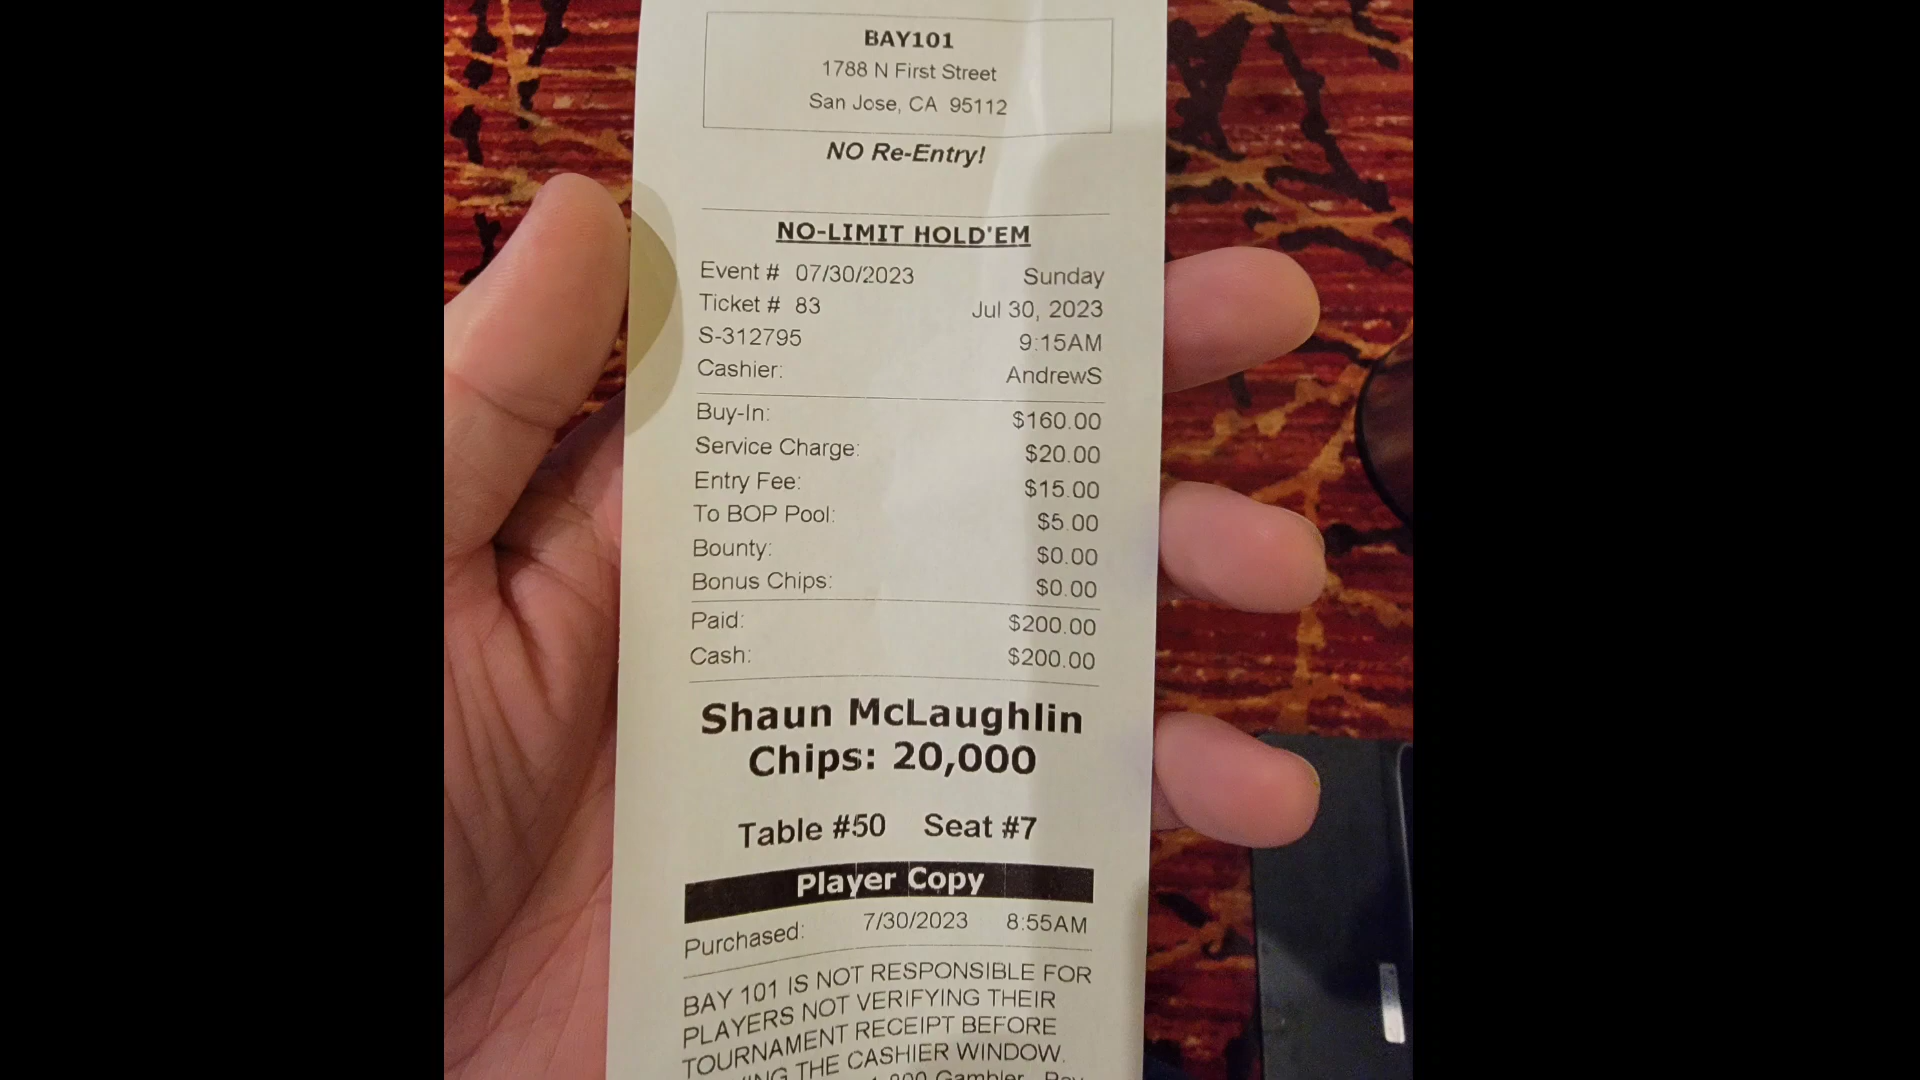 BAY101
1788 N First Street
San Jose, CA 95112
NO Re-Entry!
NO-LIMIT HOLD'EM
Event # 07/30/2023 Sunday
Ticket # 83 Jul 30, 2023
S-312795 9:15AM
Cashier: AndrewS
Buy-In: $160.00
Service Charge: $20.00
Entry Fee: $15.00
To BOP Pool: $5.00
Bounty: $0.00
Bonus Chips: $0.00
Paid: $200.00
Cash: $200.00
Shaun McLaughlin
Chips: 20,000
Table #50 Seat #7
Player Copy
Purchased: 7/30/2023 8:55AM
BAY 101 IS NOT RESPONSIBLE FOR
PLAYERS NOT VERIFYING THEIR
TOURNAMENT RECEIPT BEFORE
THE CASHIER WINDOW.
Gambler